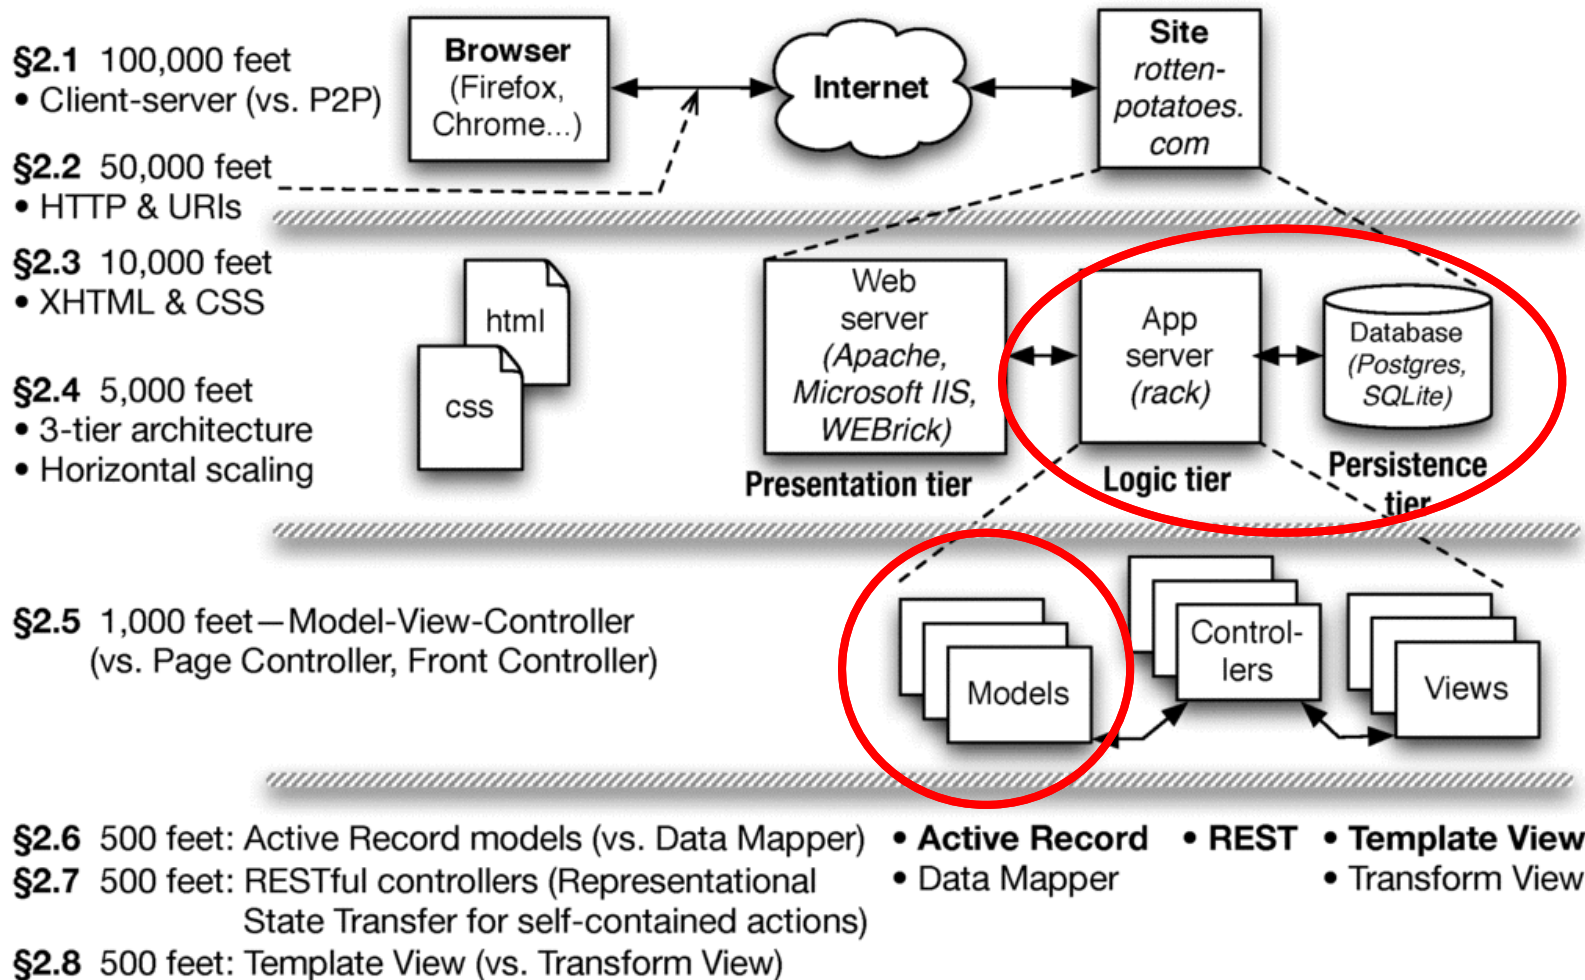 §2.1 100,000 feet
• Client-server (vs. P2P)
§2.2 50,000 feet
• HTTP & URIs
Browser
(Firefox,
Chrome...)
Internet
Site
rotten-
potatoes.
com
§2.3 10,000 feet
• XHTML & CSS
§2.4 5,000 feet
• 3-tier architecture
• Horizontal scaling
html
css
Web
server
(Apache,
Microsoft IIS,
WEBrick)
Presentation tier
App
server
(rack)
Logic tier
Database
(Postgres,
SQLite)
Persistence
tier
§2.5 1,000 feet—Model-View-Controller
(vs. Page Controller, Front Controller)
Models
Control-
lers
Views
§2.6 500 feet: Active Record models (vs. Data Mapper)
§2.7 500 feet: RESTful controllers (Representational
State Transfer for self-contained actions)
§2.8 500 feet: Template View (vs. Transform View)
• Active Record
• Data Mapper
• REST
• Template View
• Transform View